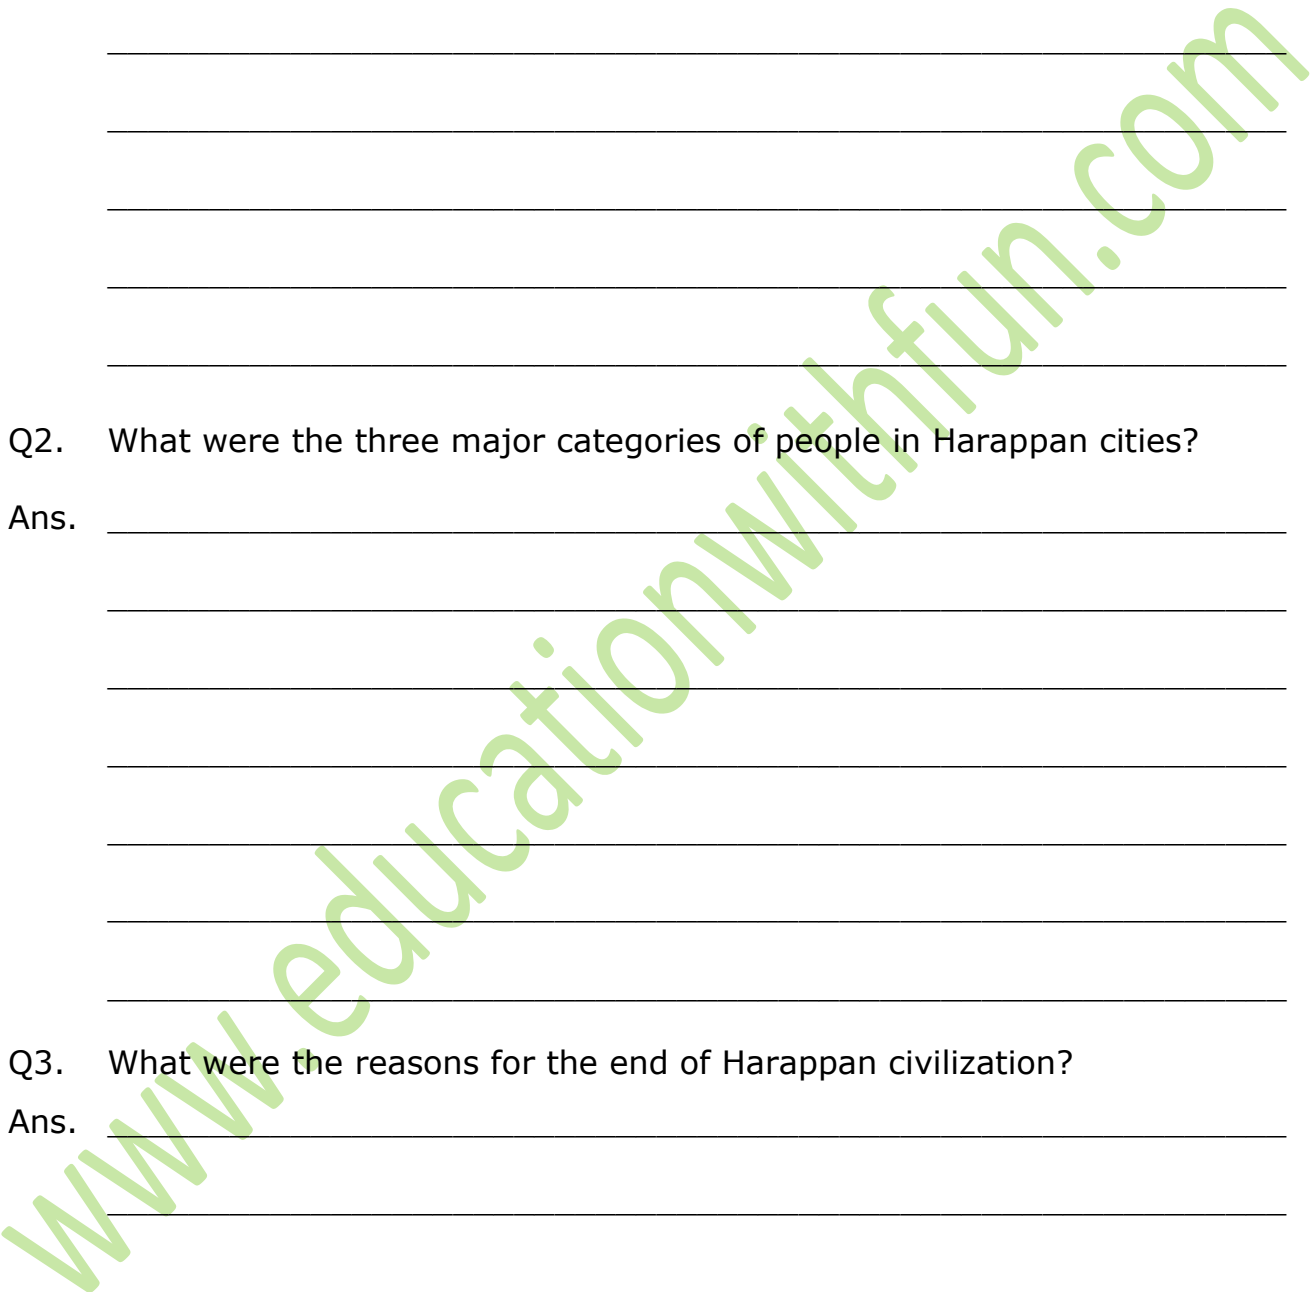 Q2. What were the three major categories of people in Harappan cities?
Ans.
Q3. What were the reasons for the end of Harappan civilization?
Ans.
www.educationwithfun.com